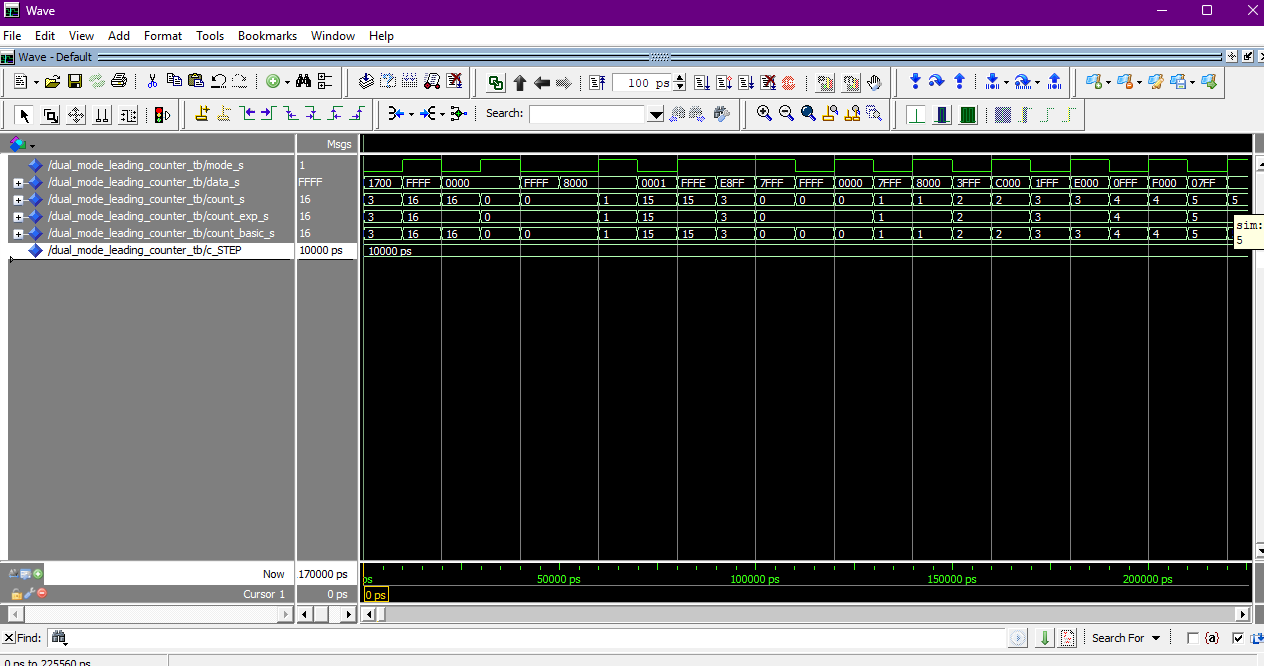 Wave
File Edit View Add Format Tools Bookmarks Window Help
Wave - Default
100 ps
Search:
Msgs
/dual_mode_leading_counter_tb/mode_s 1
/dual_mode_leading_counter_tb/data_s FFFF 1700 FFFF 0000 FFFF 8000 0001 FFFE E8FF 7FFF FFFF 0000 7FFF 8000 3FFF C000 1FFF E000 0FFF F000 07FF
/dual_mode_leading_counter_tb/count_s 16 3 16 16 0 0 1 15 15 3 0 0 0 1 1 2 2 3 3 4 4 5 5
/dual_mode_leading_counter_tb/count_exp_s 16 3 16 0 1 15 3 0 1 2 3 4 5
/dual_mode_leading_counter_tb/count_basic_s 16 3 16 16 0 0 1 15 15 3 0 0 0 1 1 2 2 3 3 4 4 5
/dual_mode_leading_counter_tb/c_STEP 10000 ps 10000 ps
sim:
5
Now 170000 ps ps 50000 ps 100000 ps 150000 ps 200000 ps
Cursor 1 0 ps 0 ps
Find: Search For {a}
0 ps to 225560 ps